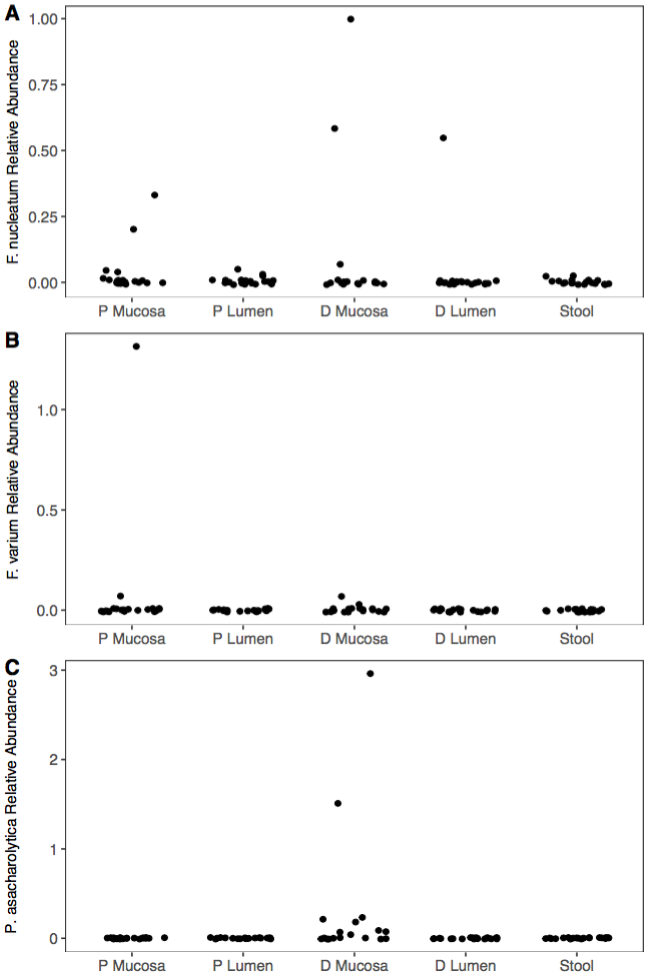 A
F. nucleatum Relative Abundance
1.00
0.75
0.50
0.25
0.00
P Mucosa P Lumen D Mucosa D Lumen Stool
B
F. varium Relative Abundance
1.0
0.5
0.0
P Mucosa P Lumen D Mucosa D Lumen Stool
C
P. asacharolytica Relative Abundance
3
2
1
0
P Mucosa P Lumen D Mucosa D Lumen Stool